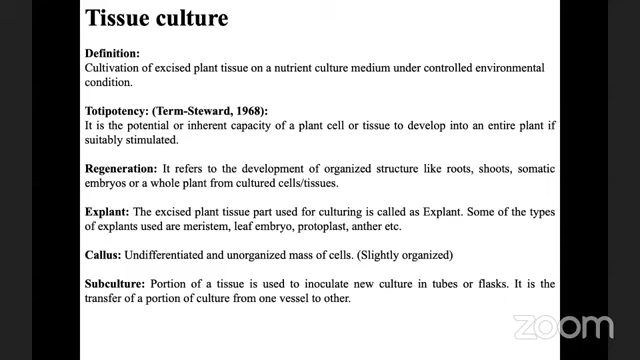 Tissue culture
Definition:
Cultivation of excised plant tissue on a nutrient culture medium under controlled environmental
condition.
Totipotency: (Term-Steward, 1968):
It is the potential or inherent capacity of a plant cell or tissue to develop into an entire plant if
suitably stimulated.
Regeneration: It refers to the development of organized structure like roots, shoots, somatic
embryos or a whole plant from cultured cells/tissues.
Explant: The excised plant tissue part used for culturing is called as Explant. Some of the types
of explants used are meristem, leaf embryo, protoplast, anther etc.
Callus: Undifferentiated and unorganized mass of cells. (Slightly organized)
Subculture: Portion of a tissue is used to inoculate new culture in tubes or flasks. It is the
transfer of a portion of culture from one vessel to other.
zoom